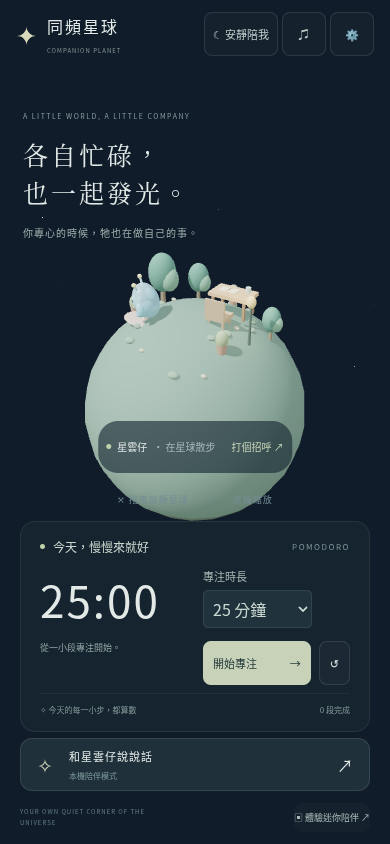 同頻星球
COMPANION PLANET
☾ 安靜陪我
A LITTLE WORLD, A LITTLE COMPANY
各自忙碌，
也一起發光。
你專心的時候，牠也在做自己的事。
星雲仔 · 在星球散步 打個招呼 ↗
今天，慢慢來就好
POMODORO
25:00
專注時長
25 分鐘
從一小段專注開始。
開始專注 →
↺
✧ 今天的每一小步，都算數
0 段完成
和星雲仔說說話 ↗
本機陪伴模式
YOUR OWN QUIET CORNER OF THE
UNIVERSE
體驗迷你陪伴 ↗